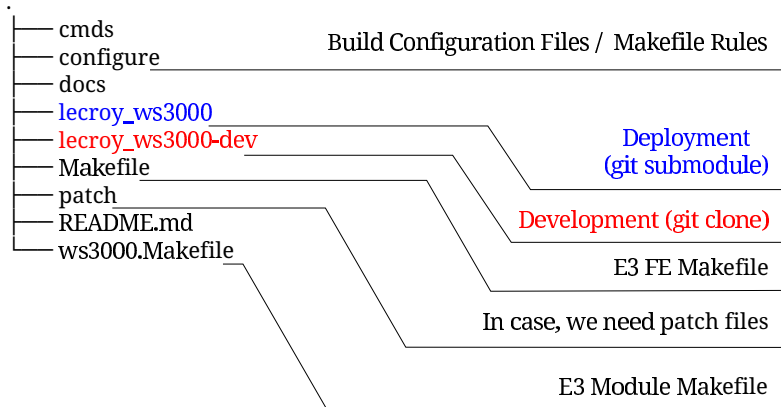 .
├── cmds
├── configure
Build Configuration Files / Makefile Rules
├── docs
├── lecroy_ws3000
Deployment
(git submodule)
├── lecroy_ws3000-dev
Development (git clone)
├── Makefile
E3 FE Makefile
├── patch
In case, we need patch files
├── README.md
└── ws3000.Makefile
E3 Module Makefile